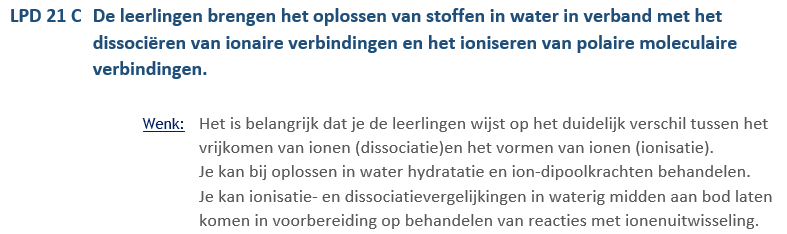 LPD 21 C De leerlingen brengen het oplossen van stoffen in water in verband met het
dissociëren van ionaire verbindingen en het ioniseren van polaire moleculaire
verbindingen.
Wenk: Het is belangrijk dat je de leerlingen wijst op het duidelijk verschil tussen het
vrijkomen van ionen (dissociatie)en het vormen van ionen (ionisatie).
Je kan bij oplossen in water hydratatie en ion-dipoolkrachten behandelen.
Je kan ionisatie- en dissociatievergelijkingen in waterig midden aan bod laten
komen in voorbereiding op behandelen van reacties met ionenuitwisseling.